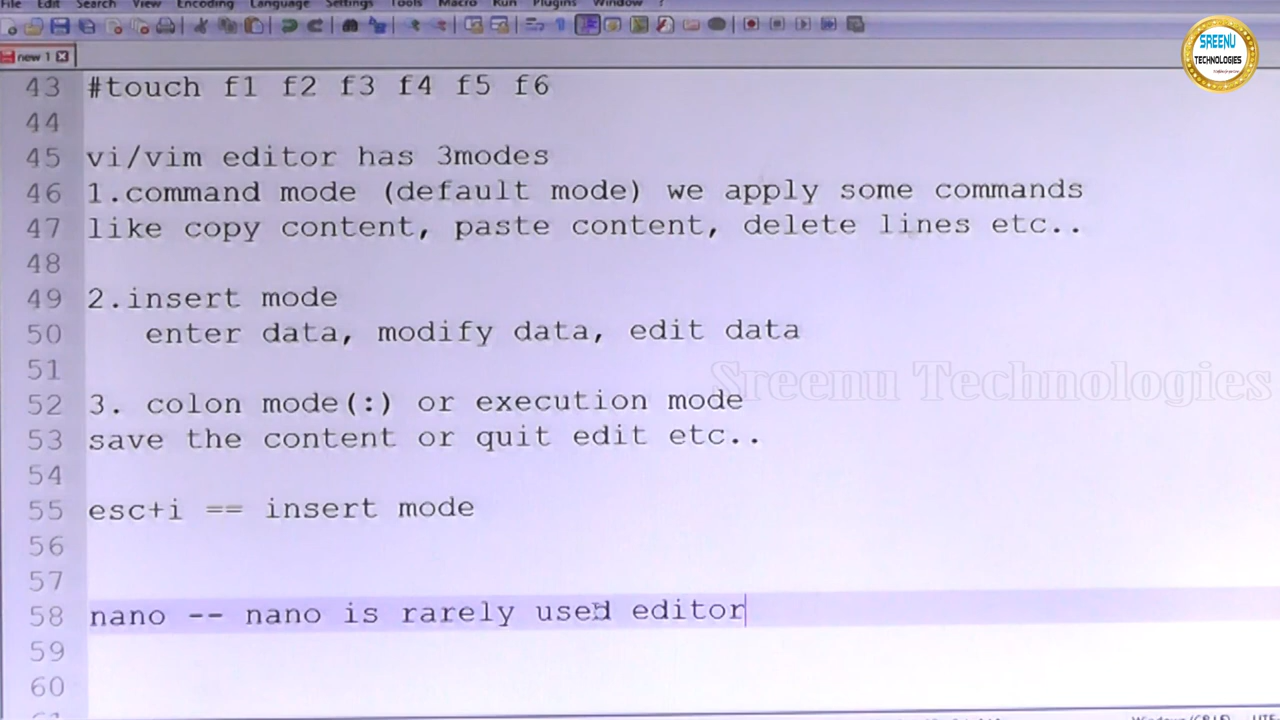 File Edit Search View Encoding Language Settings Tools Macro Run Plugins Window ?
new 1
SREENU
TECHNOLOGIES
43 #touch f1 f2 f3 f4 f5 f6
44
45 vi/vim editor has 3modes
46 1.command mode (default mode) we apply some commands
47 like copy content, paste content, delete lines etc..
48
49 2.insert mode
50 enter data, modify data, edit data
51
Sreenu Technologies
52 3. colon mode(:) or execution mode
53 save the content or quit edit etc..
54
55 esc+i == insert mode
56
57
58 nano -- nano is rarely used editor
59
60